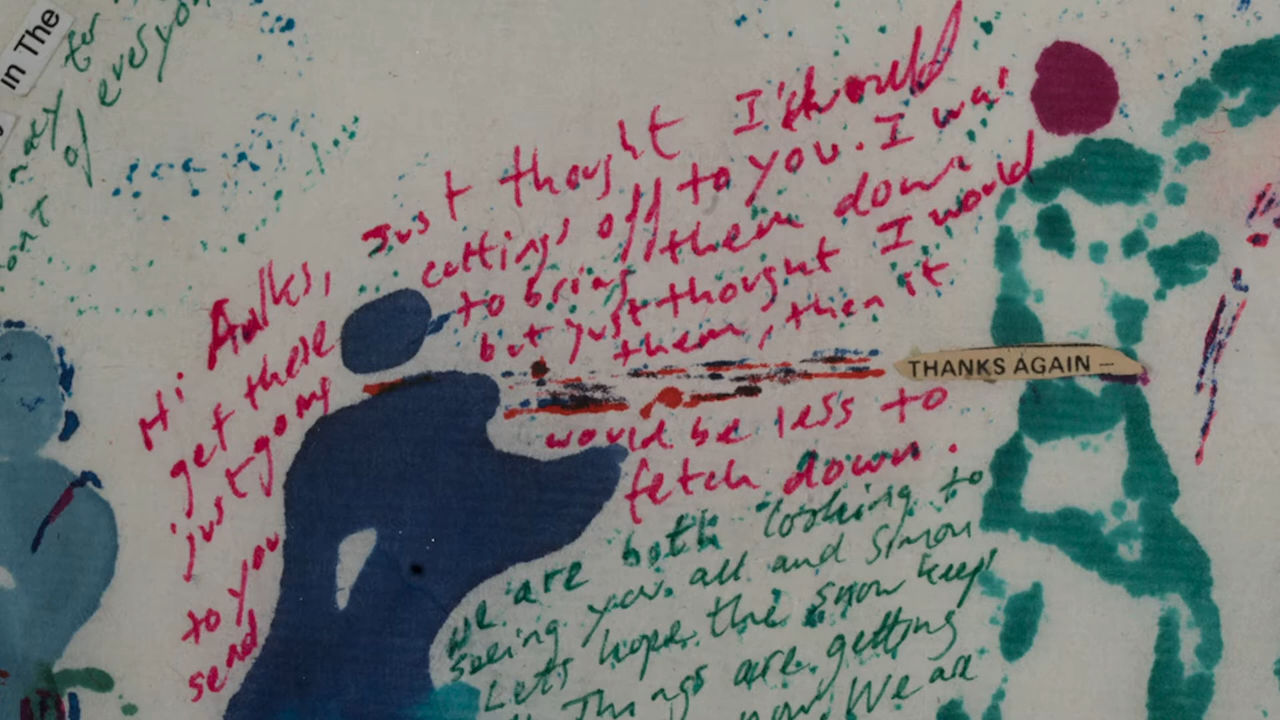 in The
of everyone
Hi Aulks, Just thought I should
get these cuttings off to you. I was
just going to bring them down
to you but just thought I would
send them, then it
THANKS AGAIN –
would be less to
fetch down.
We are both looking to
seeing you all and Simon
Lets hope the snow keeps
Things are getting
now. We are